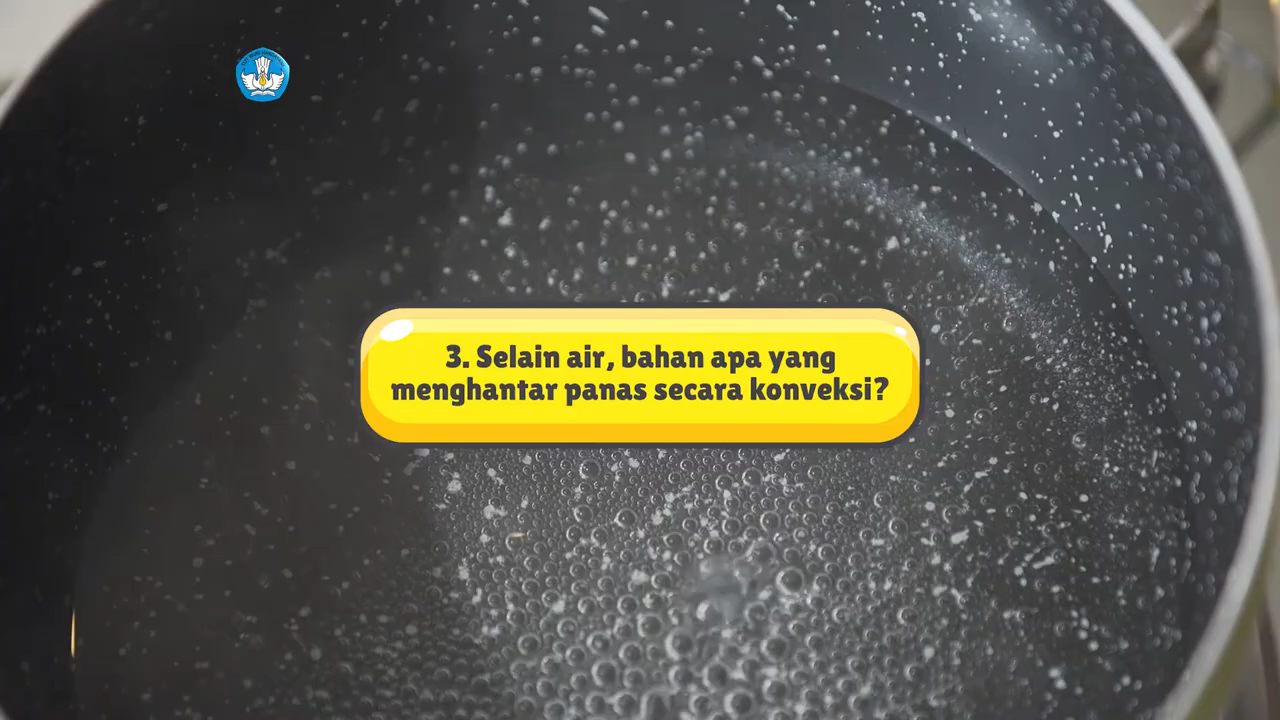 3. Selain air, bahan apa yang
menghantar panas secara konveksi?